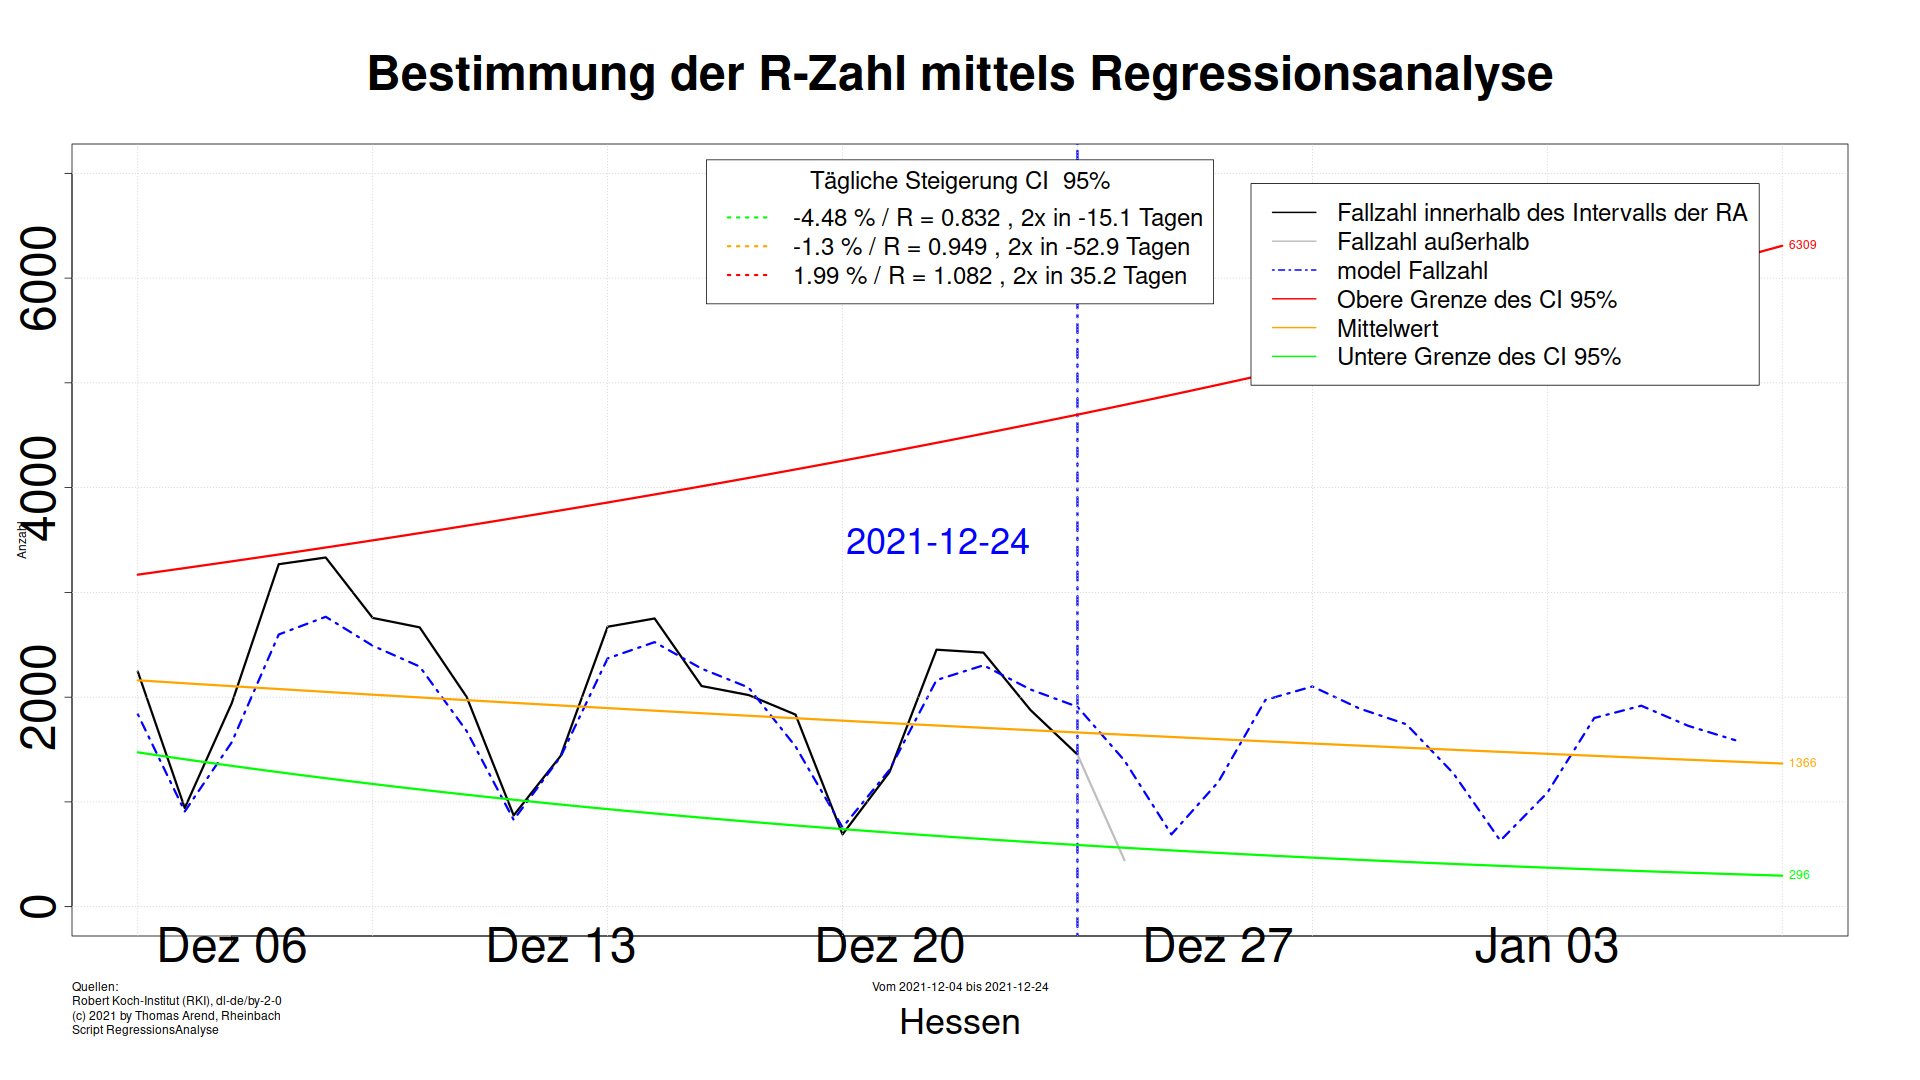 Bestimmung der R-Zahl mittels Regressionsanalyse
Tägliche Steigerung CI  95%
-4.48 % / R = 0.832 , 2x in -15.1 Tagen
-1.3 % / R = 0.949 , 2x in -52.9 Tagen
1.99 % / R = 1.082 , 2x in 35.2 Tagen
Fallzahl innerhalb des Intervalls der RA
Fallzahl außerhalb
model Fallzahl
Obere Grenze des CI 95%
Mittelwert
Untere Grenze des CI 95%
6309
6000
4000
2000
0
Anzahl
2021-12-24
1366
296
Dez 06
Dez 13
Dez 20
Dez 27
Jan 03
Quellen:
Robert Koch-Institut (RKI), dl-de/by-2-0
(c) 2021 by Thomas Arend, Rheinbach
Script RegressionsAnalyse
Vom 2021-12-04 bis 2021-12-24
Hessen